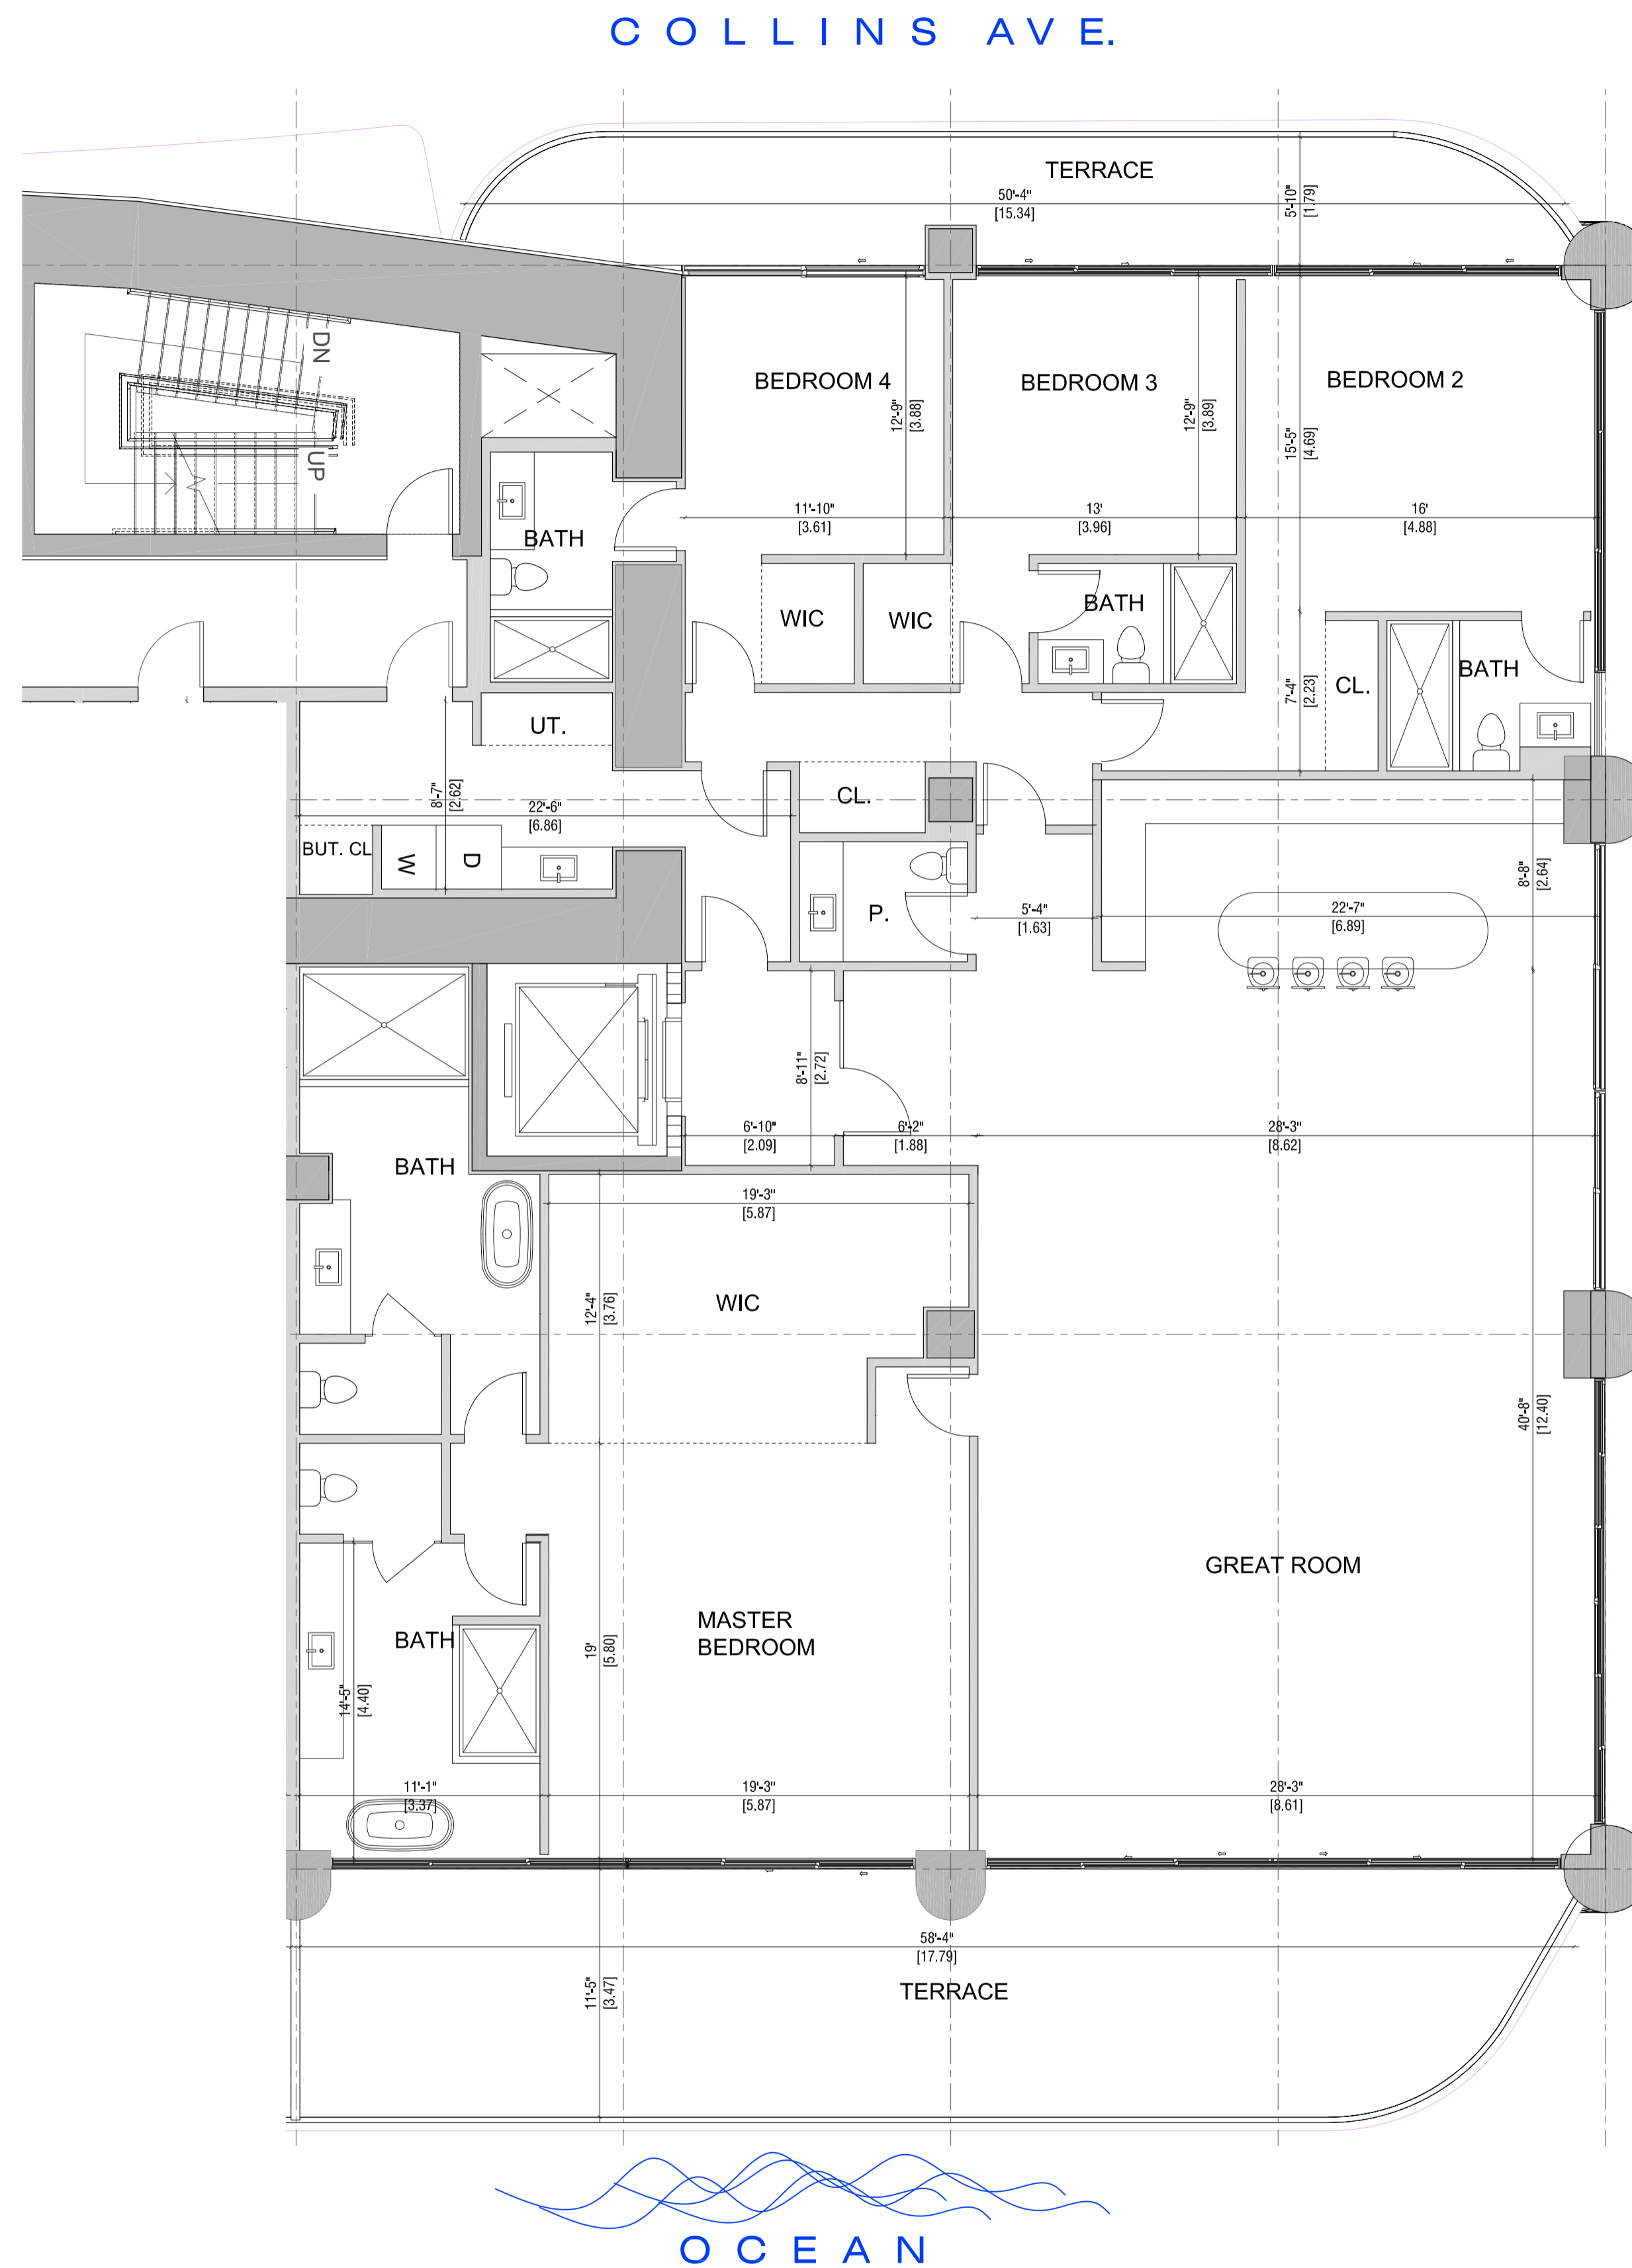 COLLINS AVE.
TERRACE
50'-4"
[15.34]
5'-10"
[1.79]
DN
UP
BEDROOM 4
BEDROOM 3
BEDROOM 2
12'-9"
[3.88]
12'-9"
[3.89]
15'-5"
[4.69]
11'-10"
[3.61]
13'
[3.96]
16'
[4.88]
BATH
WIC
WIC
BATH
BATH
CL.
7'-4"
[2.23]
UT.
8'-7"
[2.62]
22'-6"
[6.86]
CL.
BUT. CL
W
D
P.
5'-4"
[1.63]
22'-7"
[6.89]
8'-8"
[2.64]
8'-11"
[2.72]
6'-10"
[2.09]
6'-2"
[1.88]
28'-3"
[8.62]
BATH
19'-3"
[5.87]
12'-4"
[3.76]
WIC
40'-8"
[12.40]
GREAT ROOM
MASTER
BEDROOM
BATH
19'
[5.80]
14'-5"
[4.40]
11'-1"
[3.37]
19'-3"
[5.87]
28'-3"
[8.61]
58'-4"
[17.79]
11'-5"
[3.47]
TERRACE
OCEAN